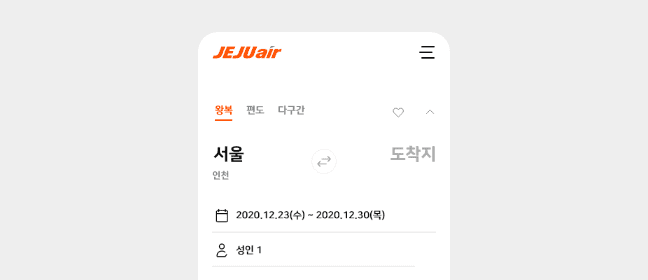 JEJUair
왕복 편도 다구간
서울 도착지
인천
2020.12.23(수) ~ 2020.12.30(목)
성인 1